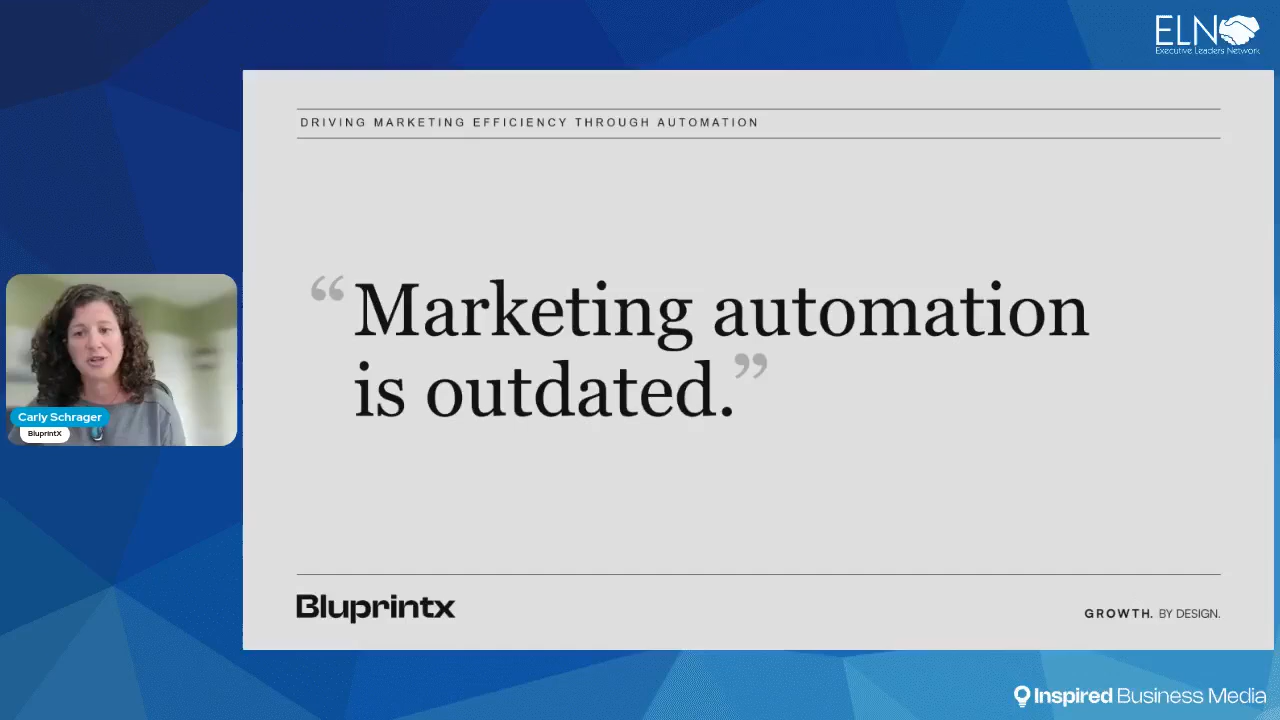 ELN
Executive Leaders Network
DRIVING MARKETING EFFICIENCY THROUGH AUTOMATION
“Marketing automation
is outdated.”
Carly Schrager
BluprintX
Bluprintx
GROWTH. BY DESIGN.
Inspired Business Media